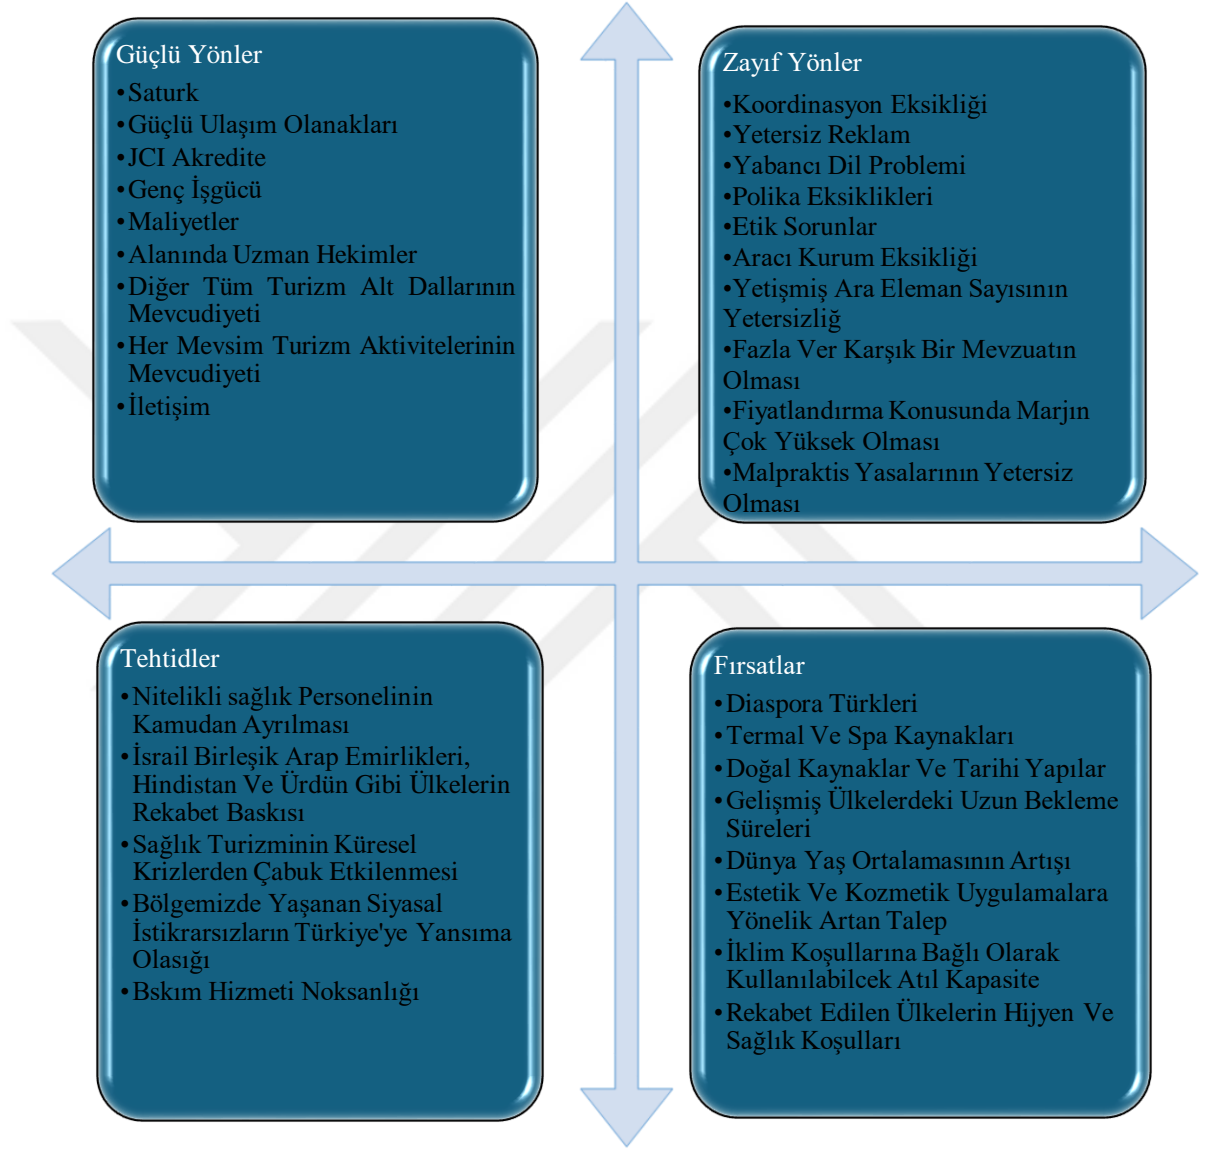 Güçlü Yönler
•Saturk
•Güçlü Ulaşım Olanakları
•JCI Akredite
•Genç İşgücü
•Maliyetler
•Alanında Uzman Hekimler
•Diğer Tüm Turizm Alt Dallarının
Mevcudiyeti
•Her Mevsim Turizm Aktivitelerinin
Mevcudiyeti
•İletişim
Zayıf Yönler
•Koordinasyon Eksikliği
•Yetersiz Reklam
•Yabancı Dil Problemi
•Polika Eksiklikleri
•Etik Sorunlar
•Aracı Kurum Eksikliği
•Yetişmiş Ara Eleman Sayısının
Yetersizliğ
•Fazla Ver Karşık Bir Mevzuatın
Olması
•Fiyatlandırma Konusunda Marjın
Çok Yüksek Olması
•Malpraktis Yasalarının Yetersiz
Olması
Tehtidler
•Nitelikli sağlık Personelinin
Kamudan Ayrılması
•İsrail Birleşik Arap Emirlikleri,
Hindistan Ve Ürdün Gibi Ülkelerin
Rekabet Baskısı
•Sağlık Turizminin Küresel
Krizlerden Çabuk Etkilenmesi
•Bölgemizde Yaşanan Siyasal
İstikrarsızların Türkiye'ye Yansıma
Olasığı
•Bskım Hizmeti Noksanlığı
Fırsatlar
•Diaspora Türkleri
•Termal Ve Spa Kaynakları
•Doğal Kaynaklar Ve Tarihi Yapılar
•Gelişmiş Ülkelerdeki Uzun Bekleme
Süreleri
•Dünya Yaş Ortalamasının Artışı
•Estetik Ve Kozmetik Uygulamalara
Yönelik Artan Talep
•İklim Koşullarına Bağlı Olarak
Kullanılabilcek Atıl Kapasite
•Rekabet Edilen Ülkelerin Hijyen Ve
Sağlık Koşulları